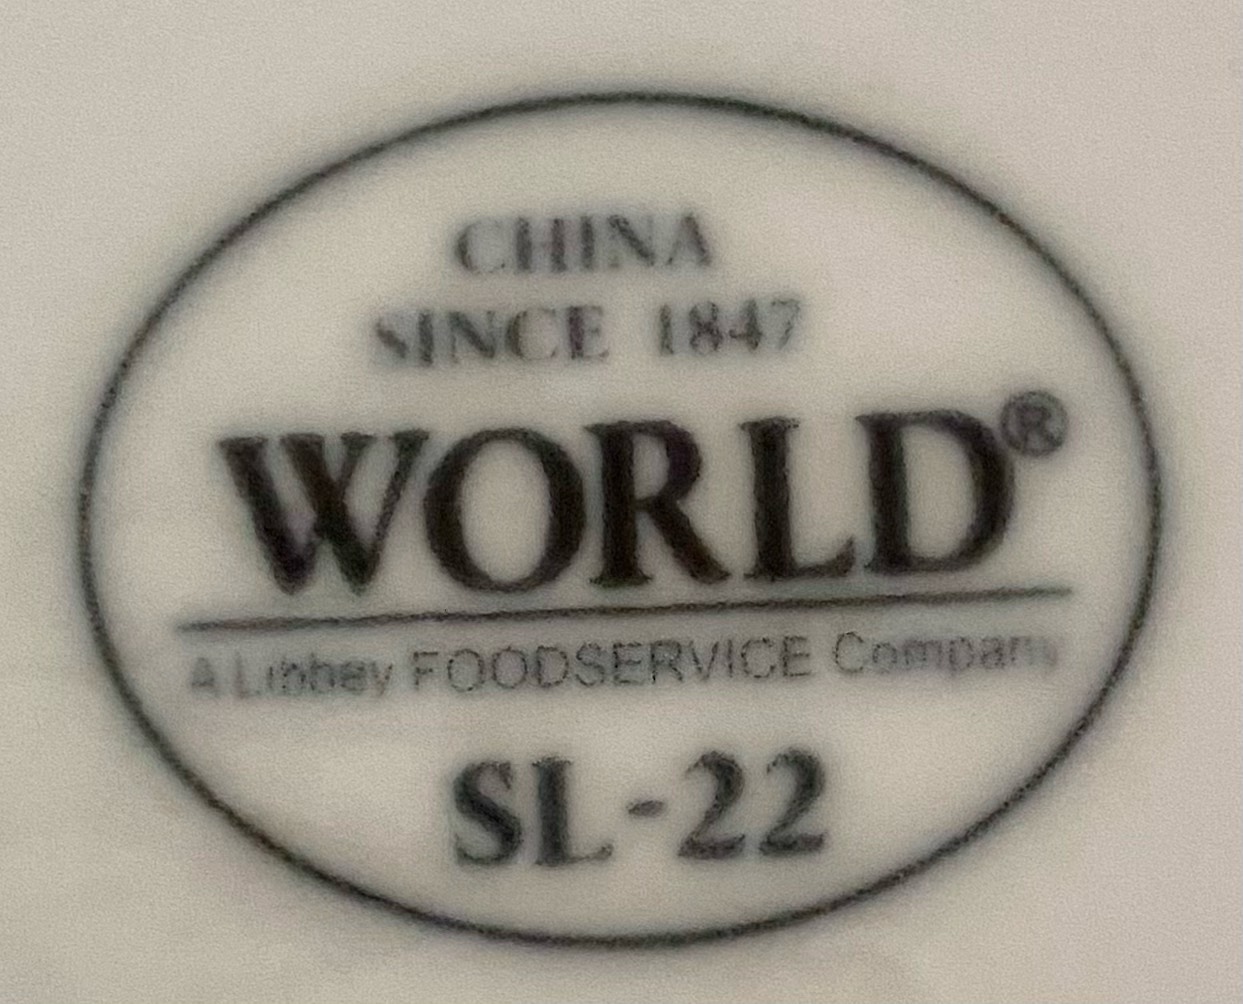 CHINA
SINCE 1847
WORLD®
A Libbey FOODSERVICE Company
SL-22